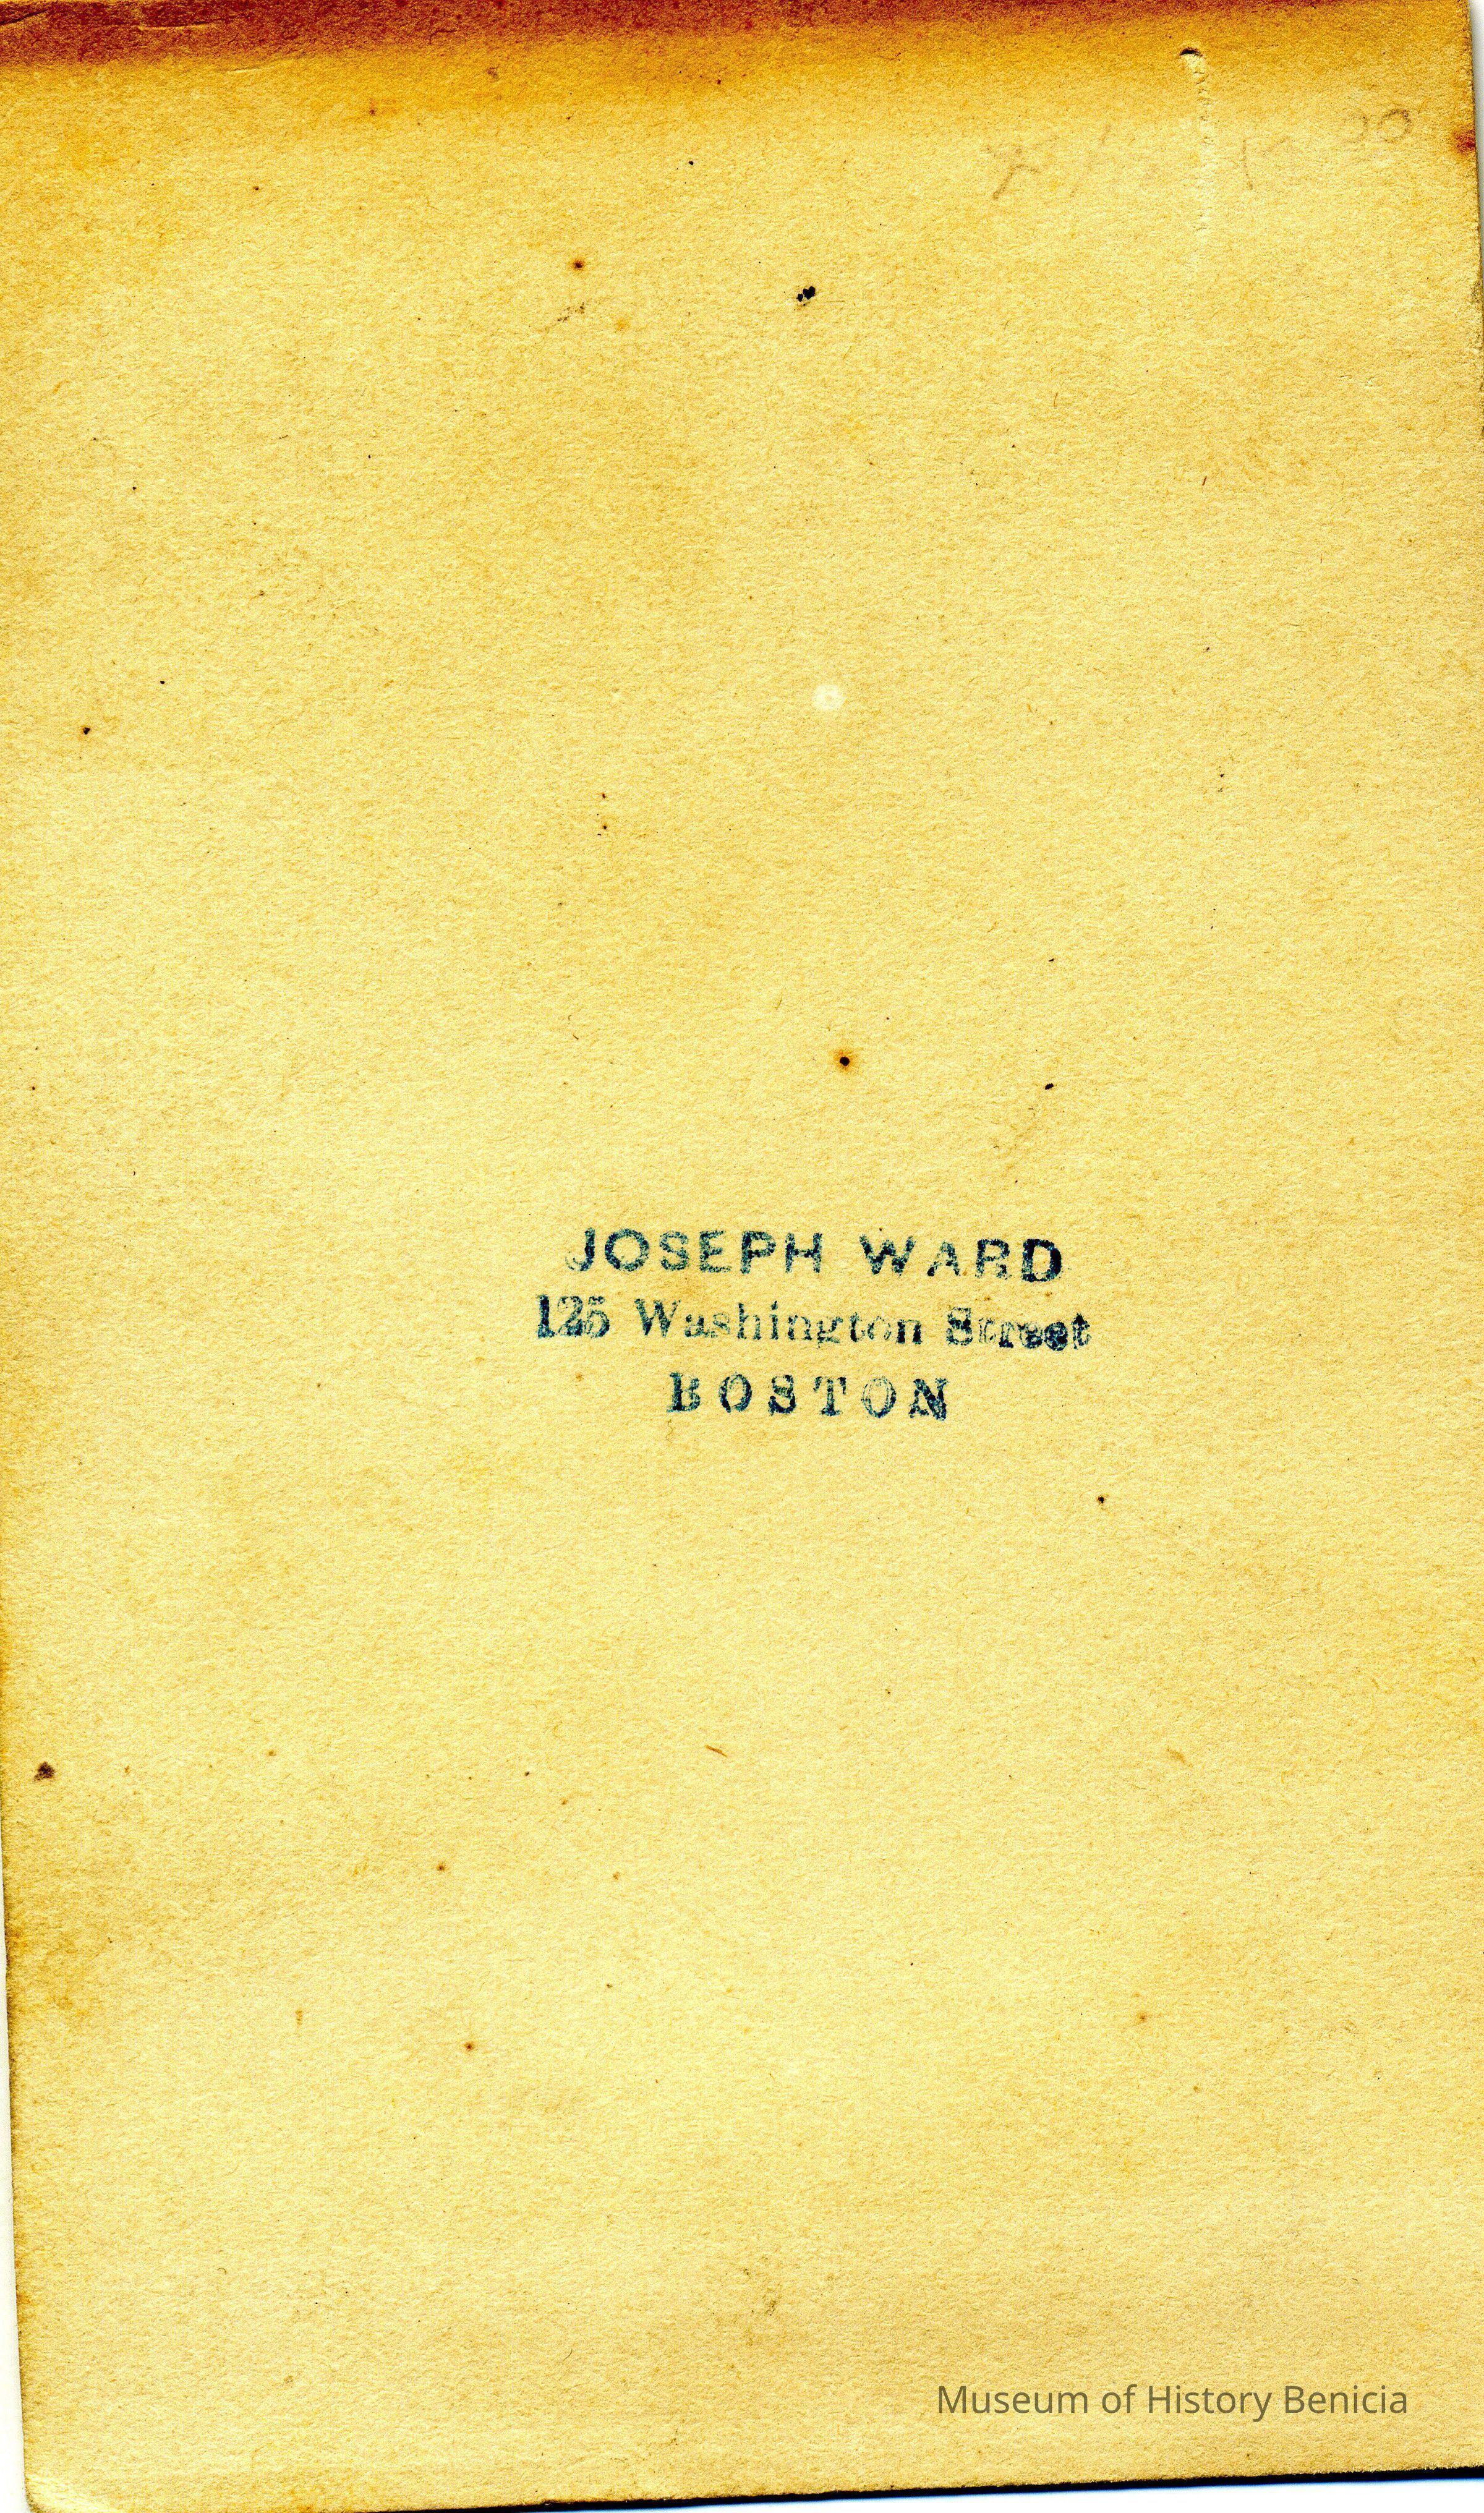 JOSEPH WARD
125 Washington Street
BOSTON
Museum of History Benicia